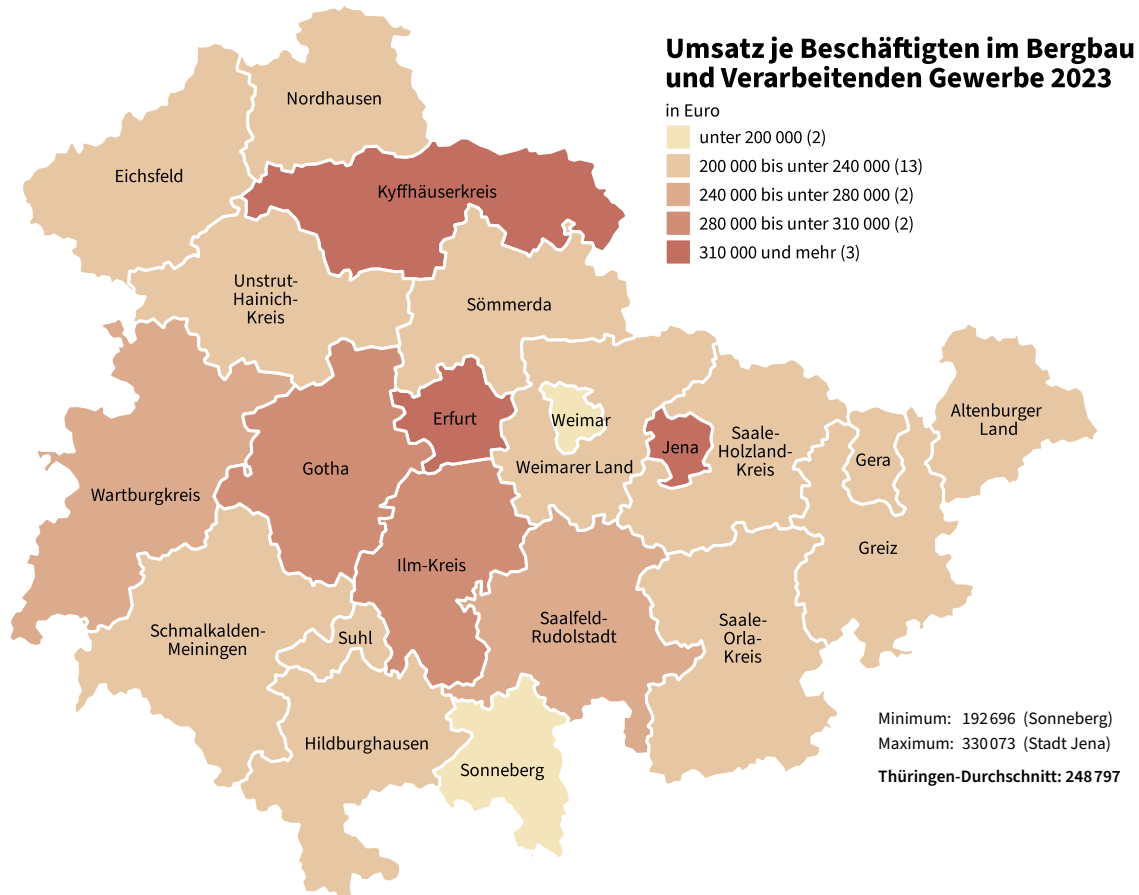 Umsatz je Beschäftigten im Bergbau
und Verarbeitenden Gewerbe 2023
in Euro
unter 200 000 (2)
200 000 bis unter 240 000 (13)
240 000 bis unter 280 000 (2)
280 000 bis unter 310 000 (2)
310 000 und mehr (3)
Nordhausen
Eichsfeld
Kyffhäuserkreis
Unstrut-
Hainich-
Kreis
Sömmerda
Altenburger
Land
Erfurt
Weimar
Jena
Saale-
Holzland-
Kreis
Gera
Gotha
Weimarer Land
Wartburgkreis
Greiz
Ilm-Kreis
Saalfeld-
Rudolstadt
Saale-
Orla-
Kreis
Schmalkalden-
Meiningen
Suhl
Hildburghausen
Sonneberg
Minimum: 192 696 (Sonneberg)
Maximum: 330 073 (Stadt Jena)
Thüringen-Durchschnitt: 248 797